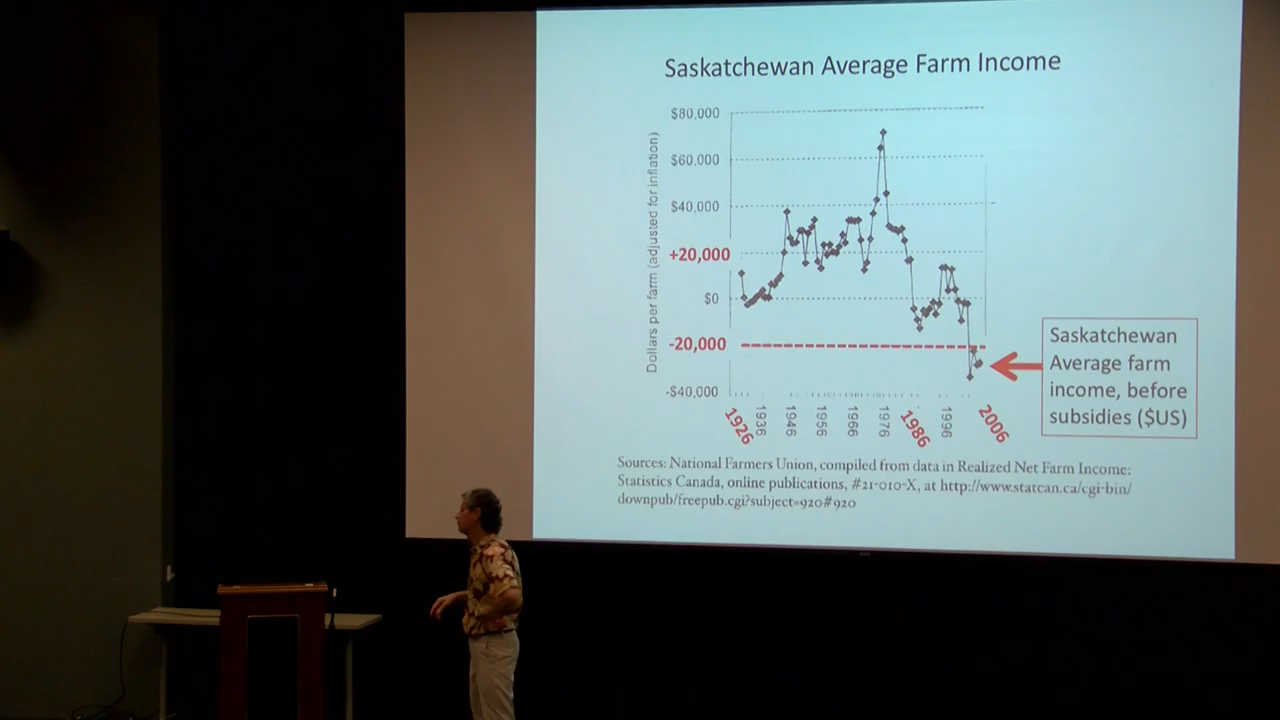 Saskatchewan Average Farm Income
Dollars per farm (adjusted for inflation)
$80,000
$60,000
$40,000
+20,000
$0
-20,000
-$40,000
1926
1936
1946
1956
1966
1976
1986
1996
2006
Saskatchewan
Average farm
income, before
subsidies ($US)
Sources: National Farmers Union, compiled from data in Realized Net Farm Income:
Statistics Canada, online publications, #21-010-X, at http://www.statcan.ca/cgi-bin/
downpub/freepub.cgi?subject=920#920